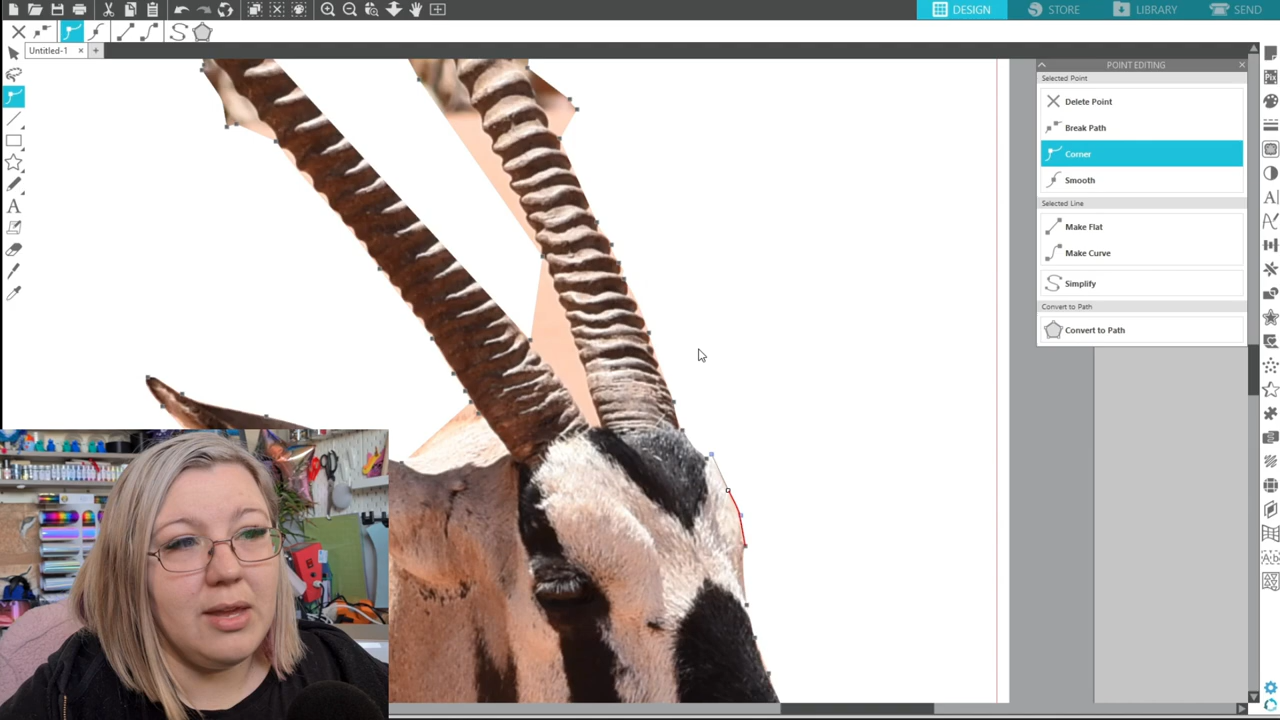 DESIGN
STORE
LIBRARY
SEND
Untitled-1
POINT EDITING
Selected Point
Delete Point
Break Path
Corner
Smooth
Selected Line
Make Flat
Make Curve
Simplify
Convert to Path
Convert to Path